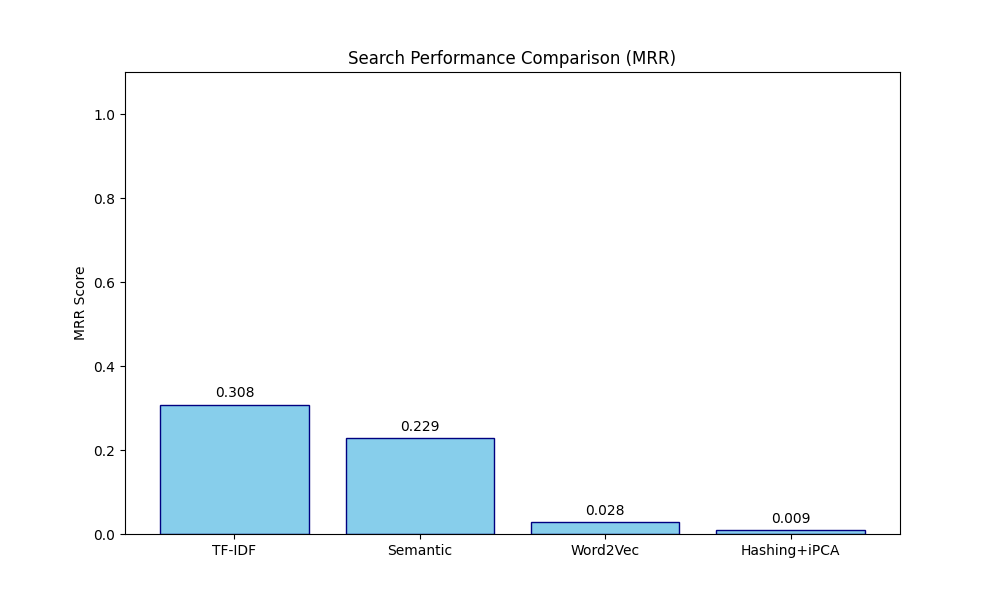 Search Performance Comparison (MRR)
MRR Score
1.0
0.8
0.6
0.4
0.2
0.0
0.308
0.229
0.028
0.009
TF-IDF
Semantic
Word2Vec
Hashing+iPCA